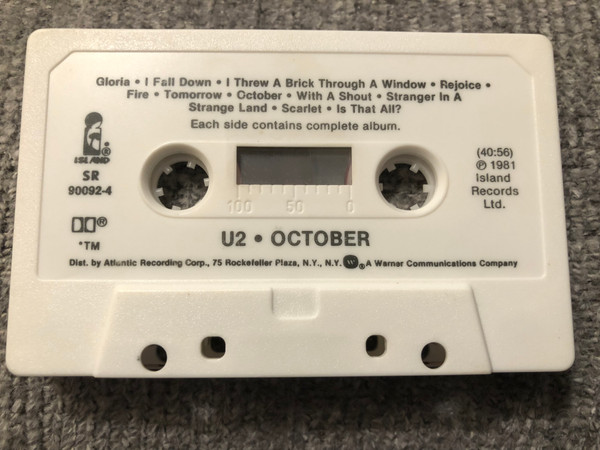 Gloria • I Fall Down • I Threw A Brick Through A Window • Rejoice •
Fire • Tomorrow • October • With A Shout • Stranger In A
Strange Land • Scarlet • Is That All?
Each side contains complete album.
ISLAND®
SR
90092-4
(40:56)
℗ 1981
Island
Records
Ltd.
100 50 0
®
*TM
U2 • OCTOBER
Dist. by Atlantic Recording Corp., 75 Rockefeller Plaza, N.Y., N.Y. W ® A Warner Communications Company